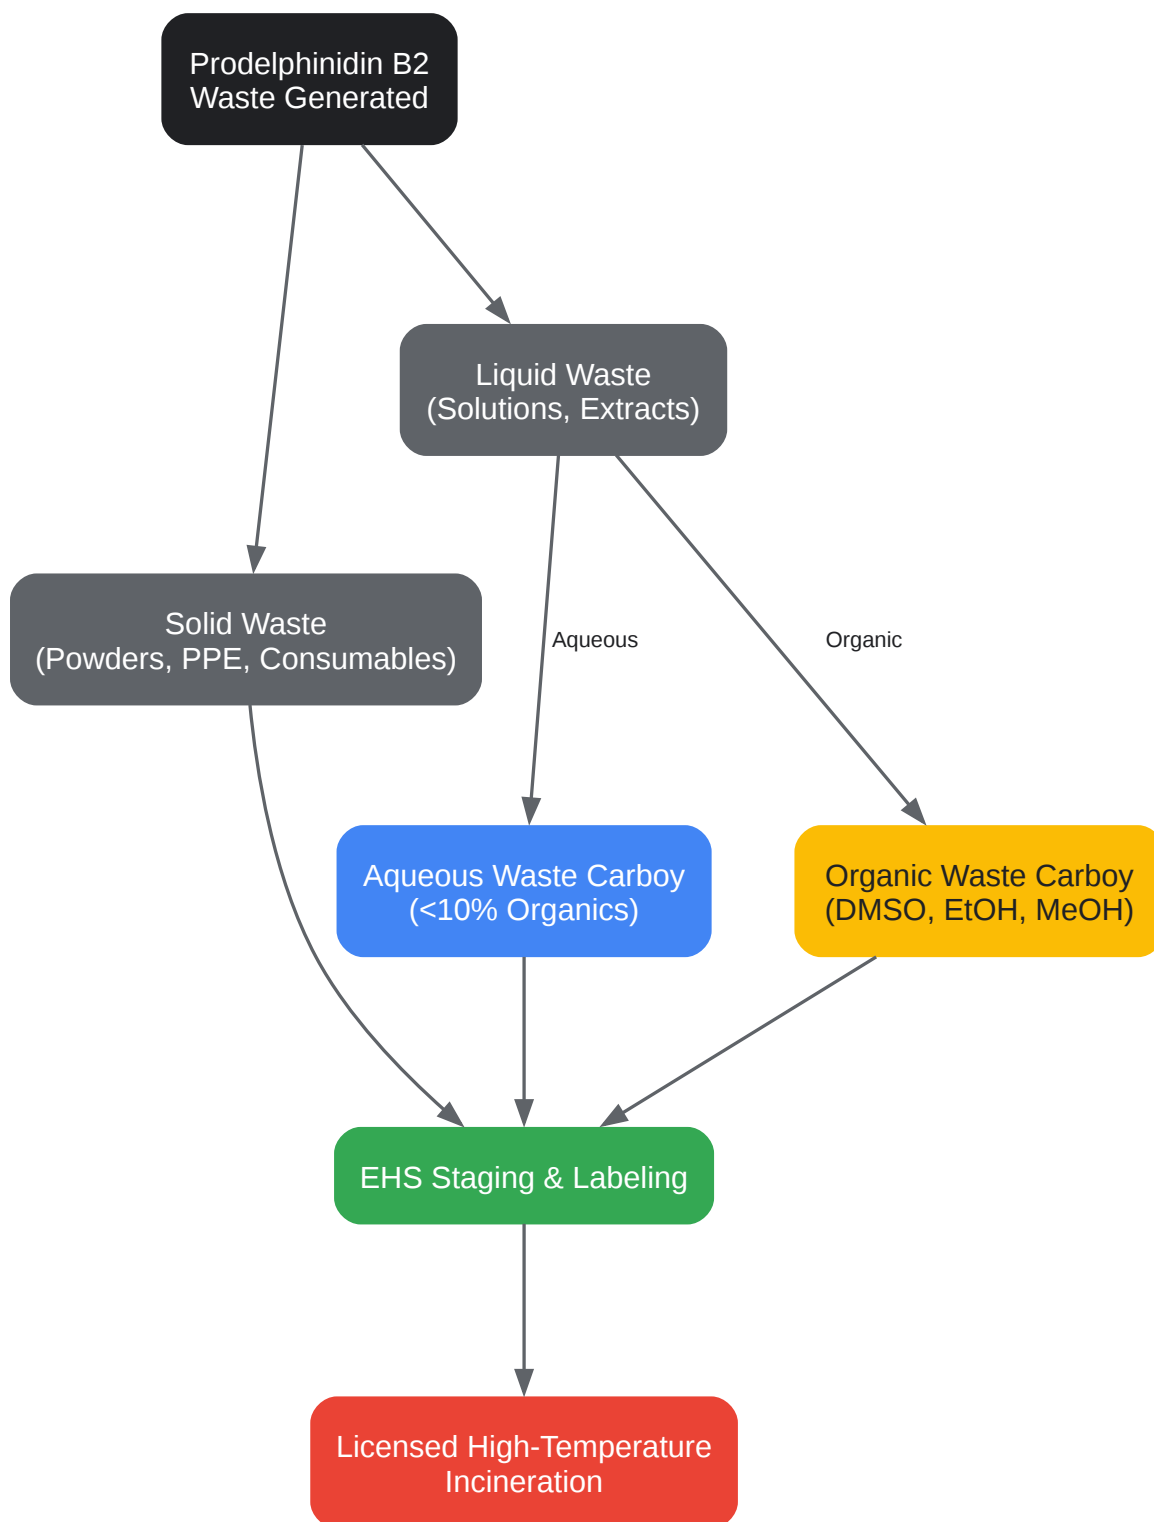 Prodelphinidin B2
Waste Generated
Liquid Waste
(Solutions, Extracts)
Solid Waste
(Powders, PPE, Consumables)
Aqueous
Organic
Aqueous Waste Carboy
(<10% Organics)
Organic Waste Carboy
(DMSO, EtOH, MeOH)
EHS Staging & Labeling
Licensed High-Temperature
Incineration